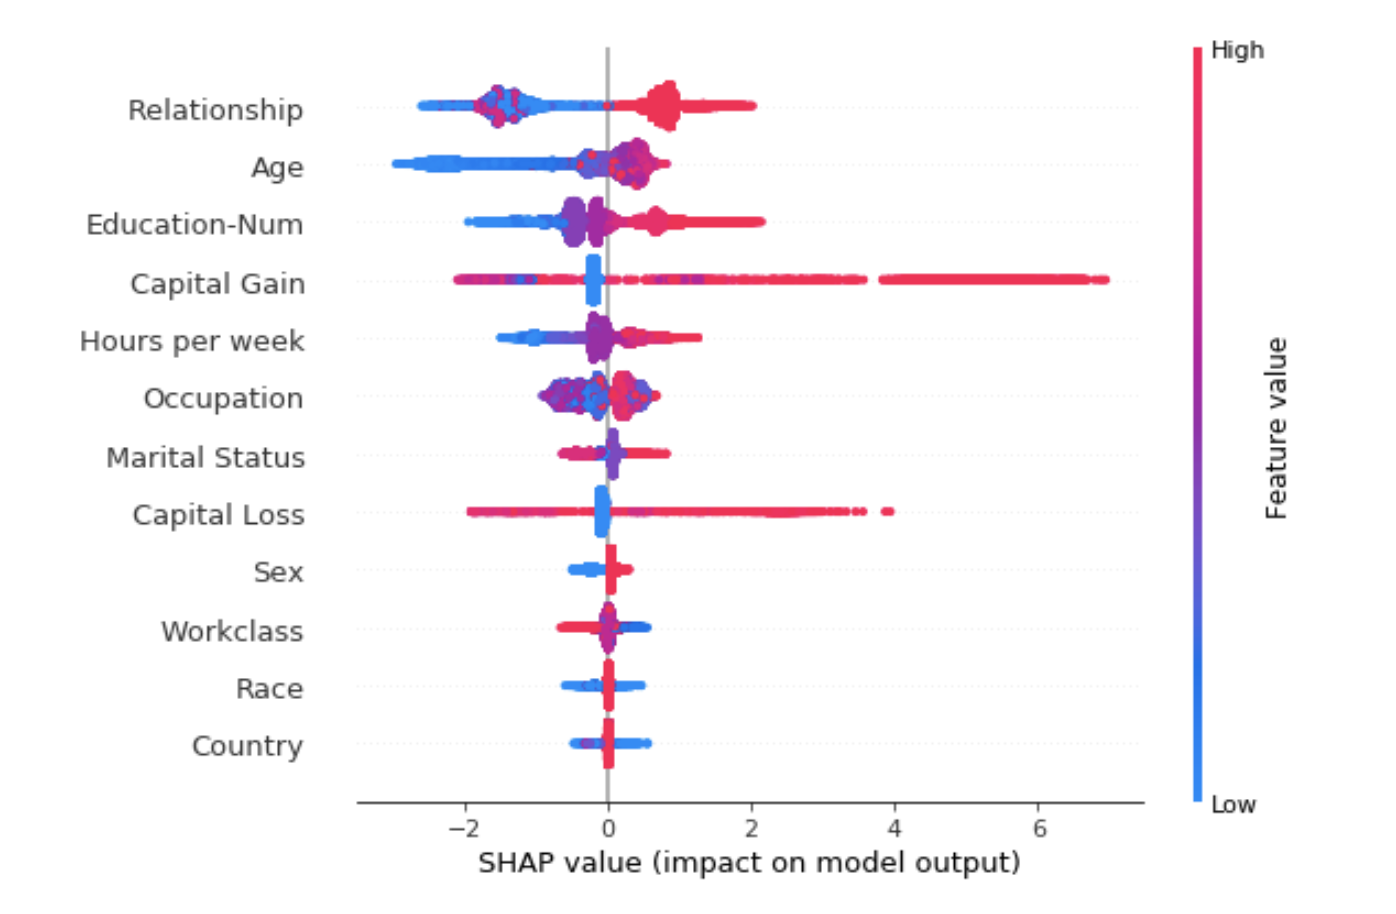 High
Relationship
Age
Education-Num
Capital Gain
Hours per week
Occupation
Marital Status
Capital Loss
Sex
Workclass
Race
Country
Low
−2 0 2 4 6
SHAP value (impact on model output)
Feature value